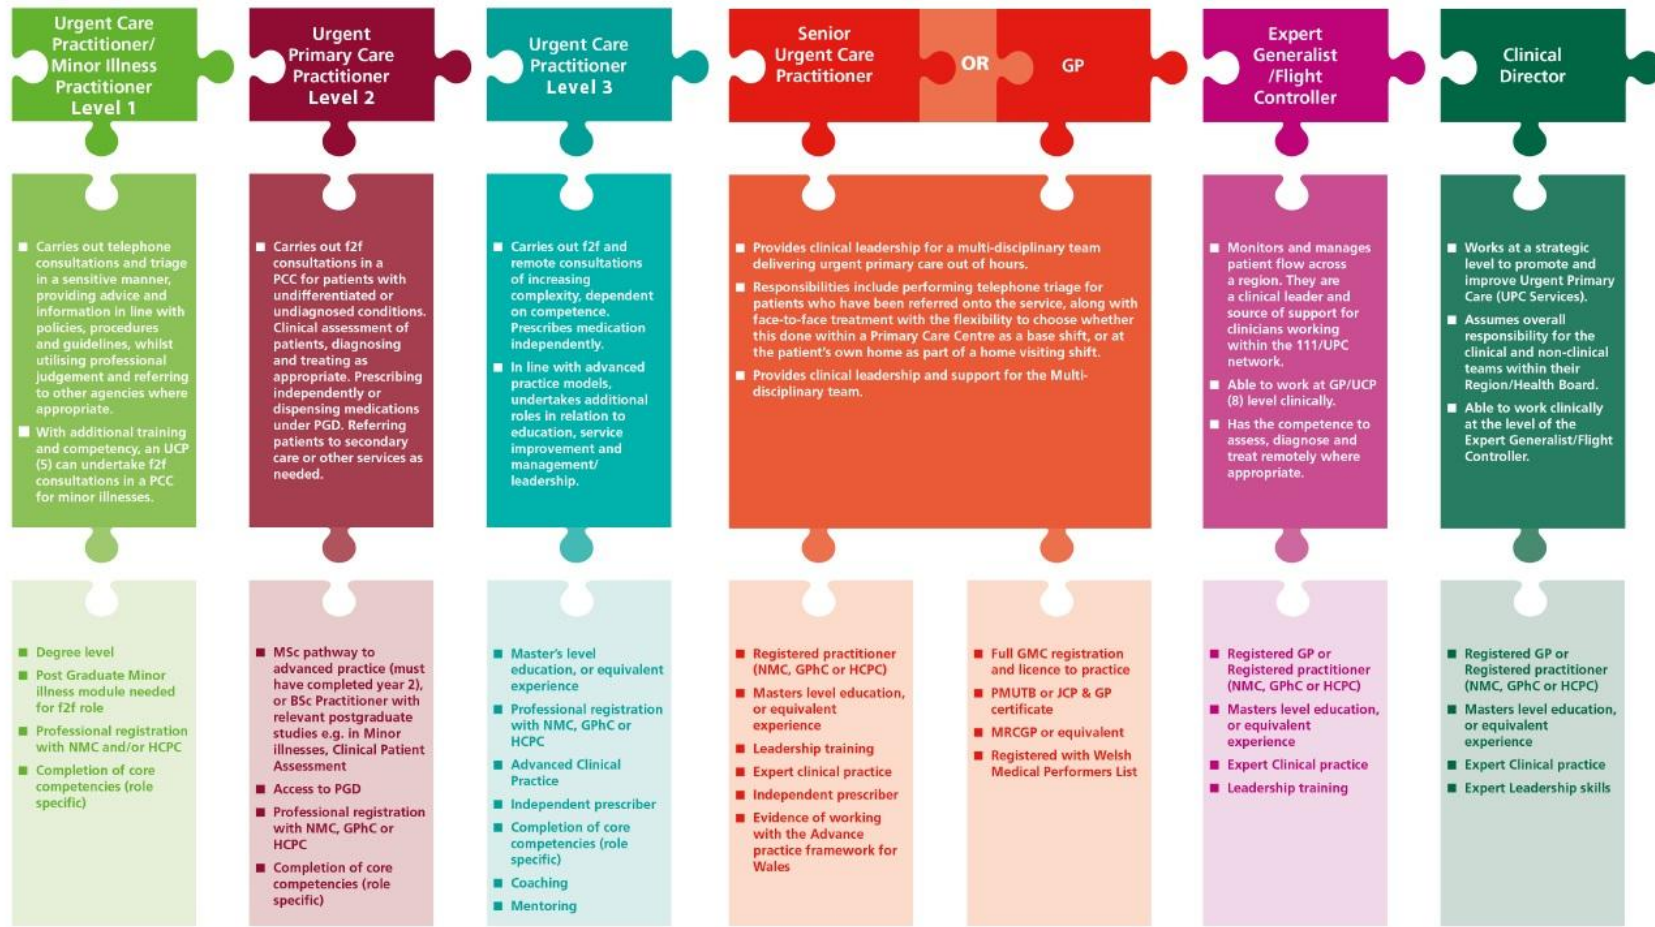 Urgent Care
Practitioner/
Minor Illness
Practitioner
Level 1
Urgent
Primary Care
Practitioner
Level 2
Urgent Care
Practitioner
Level 3
Senior
Urgent Care
Practitioner
OR
GP
Expert
Generalist
/Flight
Controller
Clinical
Director
Carries out telephone
consultations and triage
in a sensitive manner,
providing advice and
information in line with
policies, procedures
and guidelines, whilst
utilising professional
judgement and referring
to other agencies where
appropriate.
With additional training
and competency, an UCP
(5) can undertake f2f
consultations in a PCC
for minor illnesses.
Carries out f2f
consultations in a
PCC for patients with
undifferentiated or
undiagnosed conditions.
Clinical assessment of
patients, diagnosing
and treating as
appropriate. Prescribing
independently or
dispensing medications
under PGD. Referring
patients to secondary
care or other services as
needed.
Carries out f2f and
remote consultations
of increasing
complexity, dependent
on competence.
Prescribes medication
independently.
In line with advanced
practice models,
undertakes additional
roles in relation to
education, service
improvement and
management/
leadership.
Provides clinical leadership for a multi-disciplinary team
delivering urgent primary care out of hours.
Responsibilities include performing telephone triage for
patients who have been referred onto the service, along with
face-to-face treatment with the flexibility to choose whether
this done within a Primary Care Centre as a base shift, or at
the patient's own home as part of a home visiting shift.
Provides clinical leadership and support for the Multi-
disciplinary team.
Monitors and manages
patient flow across
a region. They are
a clinical leader and
source of support for
clinicians working
within the 111/UPC
network.
Able to work at GP/UCP
(8) level clinically.
Has the competence to
assess, diagnose and
treat remotely where
appropriate.
Works at a strategic
level to promote and
improve Urgent Primary
Care (UPC Services).
Assumes overall
responsibility for the
clinical and non-clinical
teams within their
Region/Health Board.
Able to work clinically
at the level of the
Expert Generalist/Flight
Controller.
Degree level
Post Graduate Minor
illness module needed
for f2f role
Professional registration
with NMC and/or HCPC
Completion of core
competencies (role
specific)
MSc pathway to
advanced practice (must
have completed year 2),
or BSc Practitioner with
relevant postgraduate
studies e.g. in Minor
illnesses, Clinical Patient
Assessment
Access to PGD
Professional registration
with NMC, GPhC or
HCPC
Completion of core
competencies (role
specific)
Master's level
education, or equivalent
experience
Professional registration
with NMC, GPhC or
HCPC
Advanced Clinical
Practice
Independent prescriber
Completion of core
competencies (role
specific)
Coaching
Mentoring
Registered practitioner
(NMC, GPhC or HCPC)
Masters level education,
or equivalent
experience
Leadership training
Expert clinical practice
Independent prescriber
Evidence of working
with the Advance
practice framework for
Wales
Full GMC registration
and licence to practice
PMUTB or JCP & GP
certificate
MRCGP or equivalent
Registered with Welsh
Medical Performers List
Registered GP or
Registered practitioner
(NMC, GPhC or HCPC)
Masters level education,
or equivalent
experience
Expert Clinical practice
Leadership training
Registered GP or
Registered practitioner
(NMC, GPhC or HCPC)
Masters level education,
or equivalent
experience
Expert Clinical practice
Expert Leadership skills